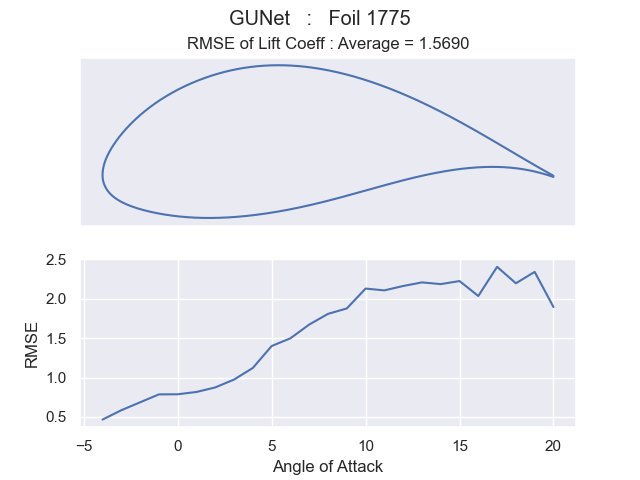 GUNet   :   Foil 1775
RMSE of Lift Coeff : Average = 1.5690
2.5
2.0
1.5
1.0
0.5
RMSE
−5 0 5 10 15 20
Angle of Attack